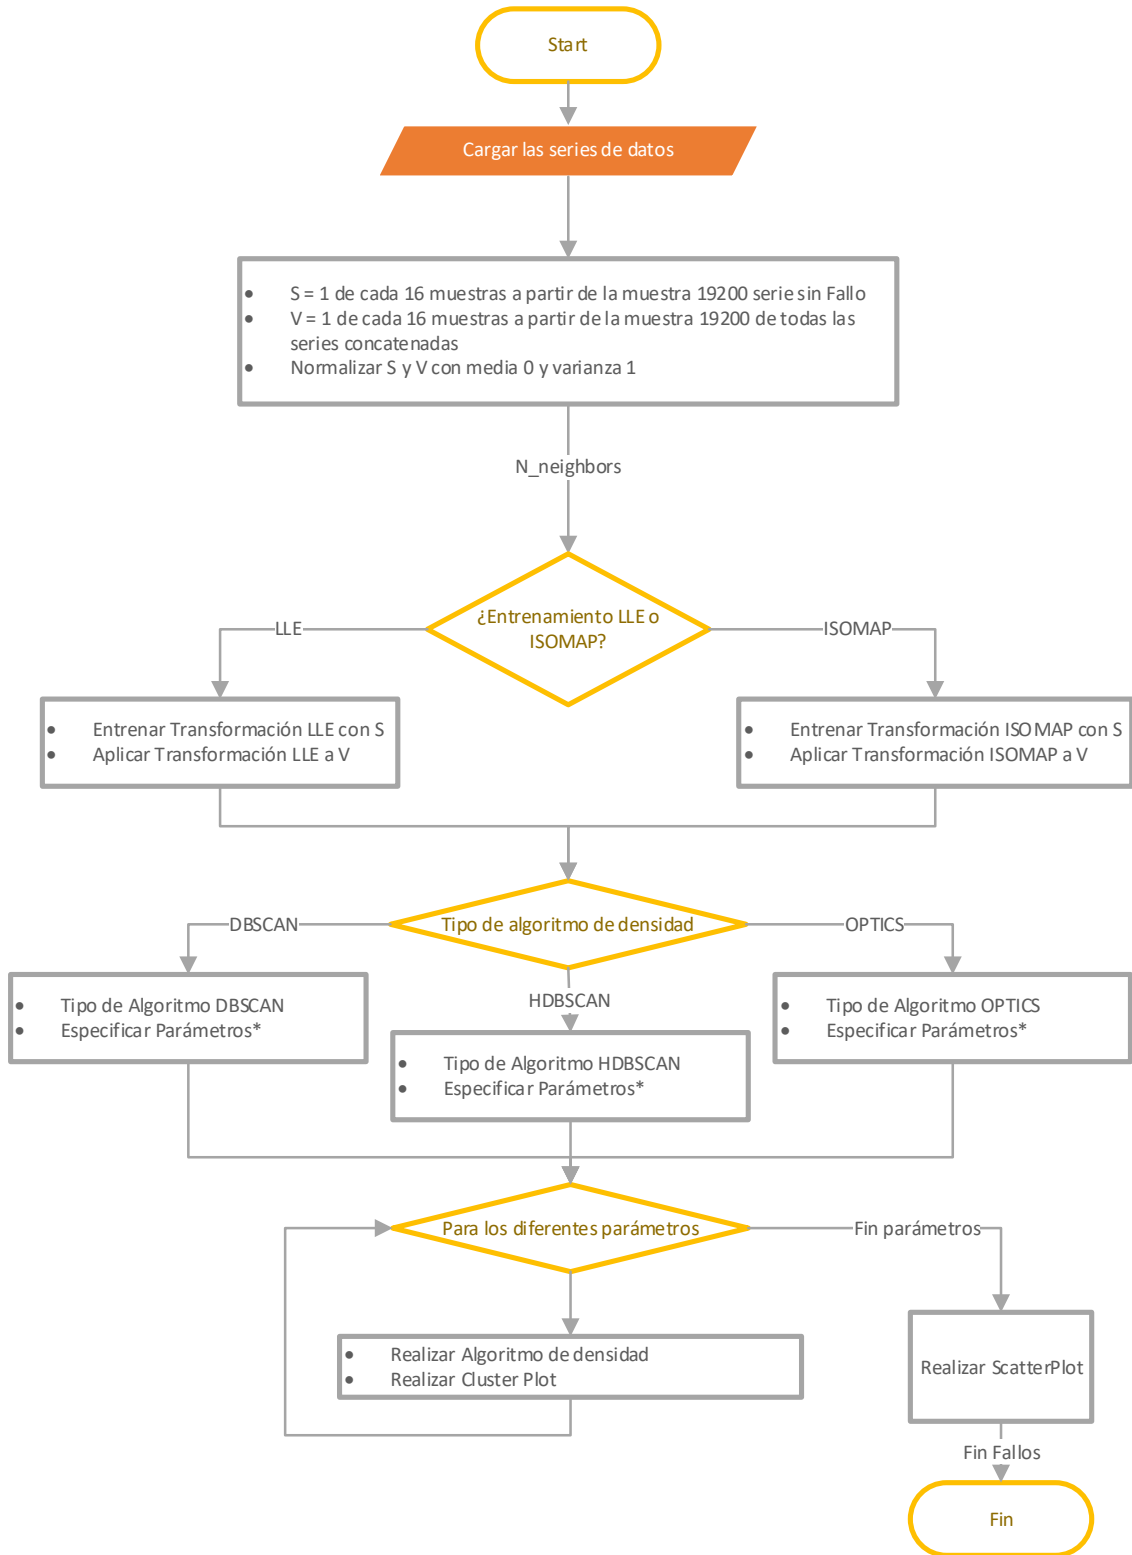 Start
Cargar las series de datos
• S = 1 de cada 16 muestras a partir de la muestra 19200 serie sin Fallo
• V = 1 de cada 16 muestras a partir de la muestra 19200 de todas las
series concatenadas
• Normalizar S y V con media 0 y varianza 1
N_neighbors
¿Entrenamiento LLE o
ISOMAP?
LLE
ISOMAP
• Entrenar Transformación LLE con S
• Aplicar Transformación LLE a V
• Entrenar Transformación ISOMAP con S
• Aplicar Transformación ISOMAP a V
Tipo de algoritmo de densidad
DBSCAN
HDBSCAN
OPTICS
• Tipo de Algoritmo DBSCAN
• Especificar Parámetros*
• Tipo de Algoritmo HDBSCAN
• Especificar Parámetros*
• Tipo de Algoritmo OPTICS
• Especificar Parámetros*
Para los diferentes parámetros
Fin parámetros
• Realizar Algoritmo de densidad
• Realizar Cluster Plot
Realizar ScatterPlot
Fin Fallos
Fin